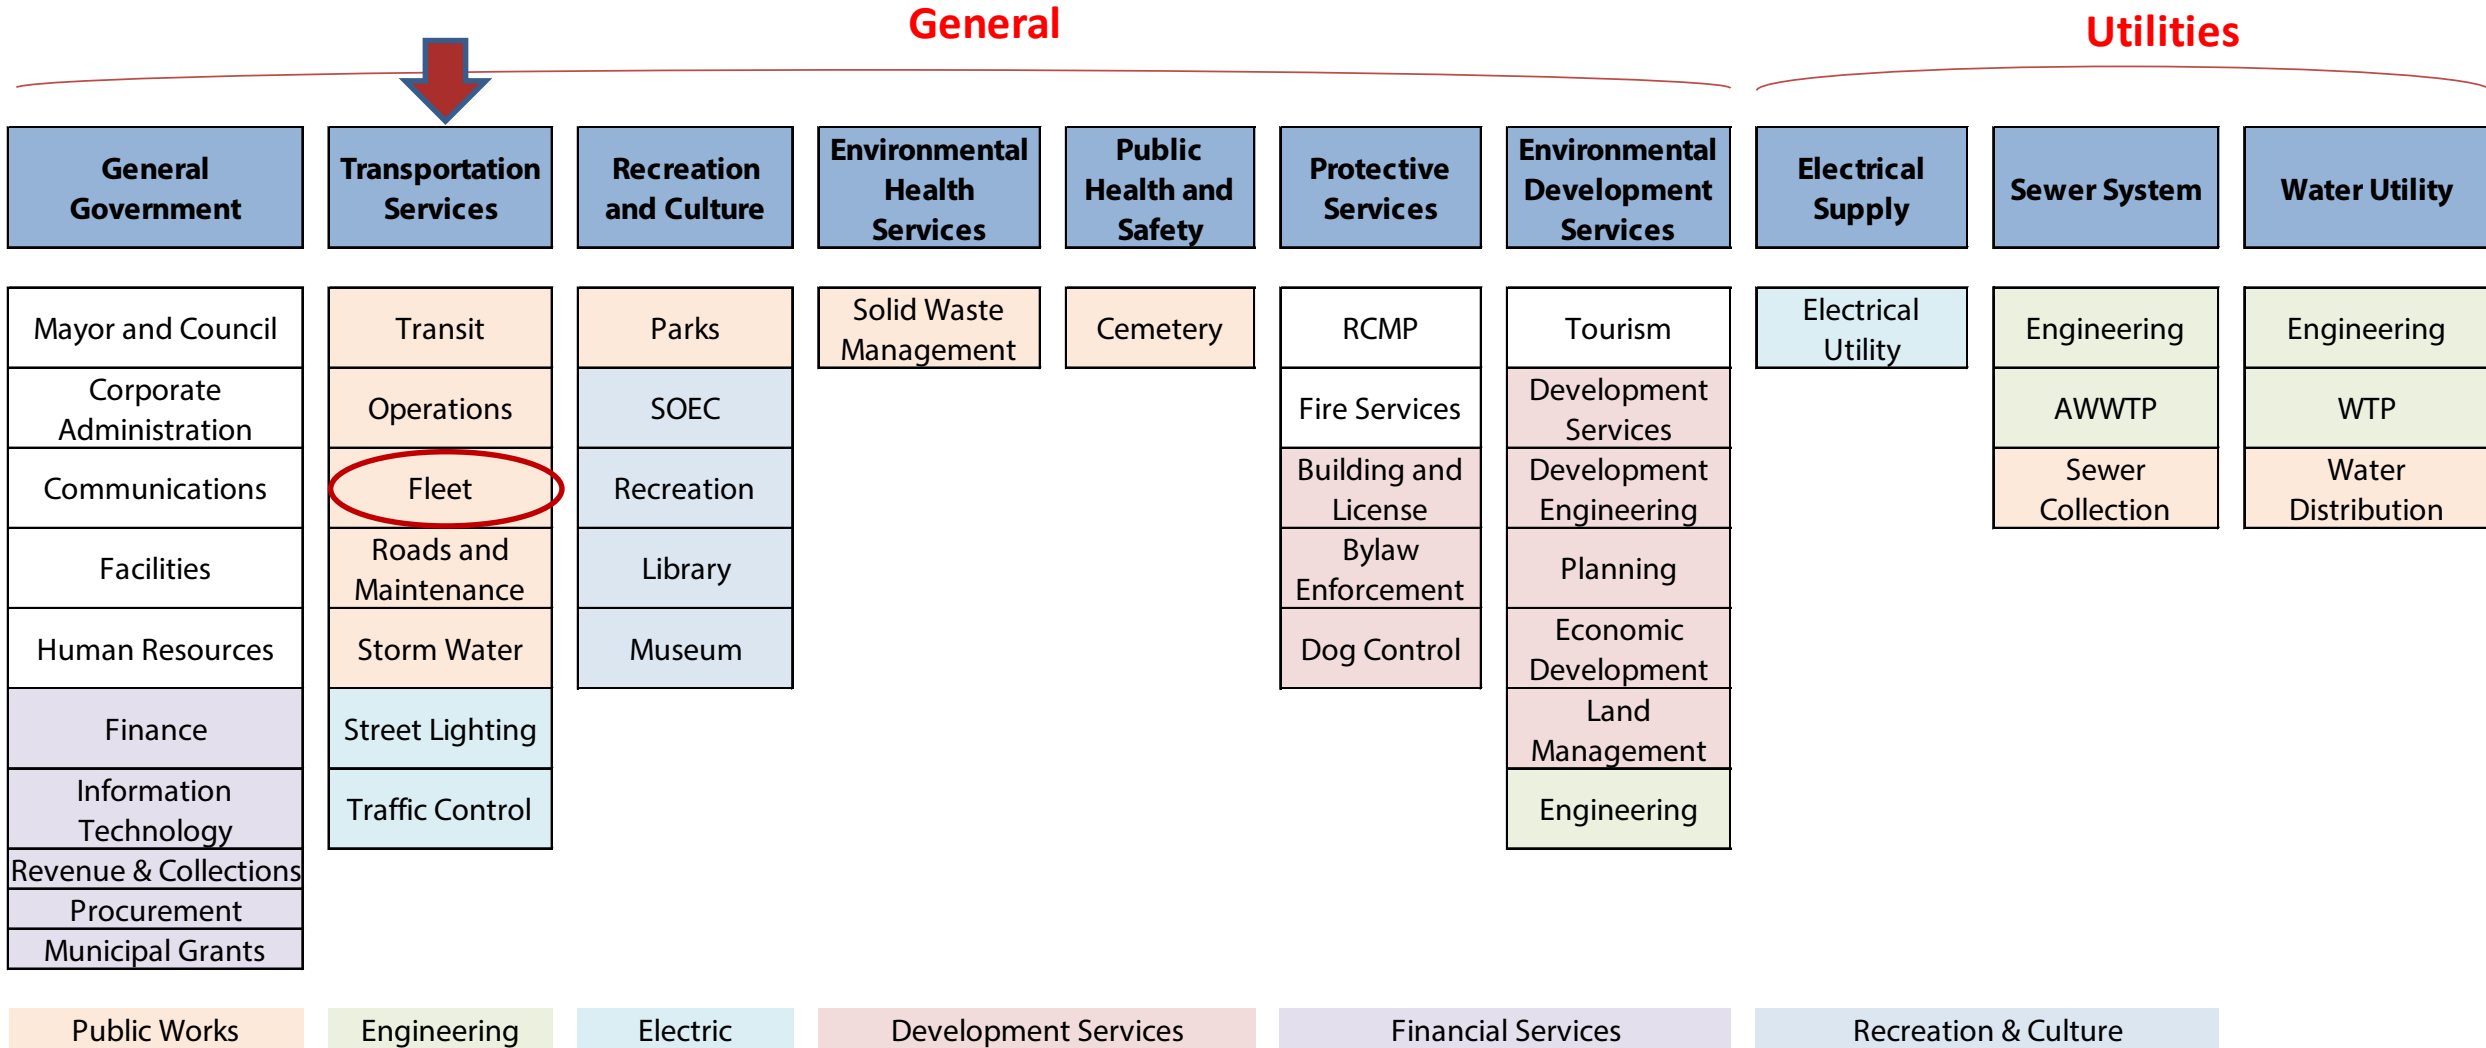 General
Utilities
General
Government
Transportation
Services
Recreation
and Culture
Environmental
Health
Services
Public
Health and
Safety
Protective
Services
Environmental
Development
Services
Electrical
Supply
Sewer System
Water Utility
Mayor and Council
Corporate
Administration
Communications
Facilities
Human Resources
Finance
Information
Technology
Revenue & Collections
Procurement
Municipal Grants
Transit
Operations
Fleet
Roads and
Maintenance
Storm Water
Street Lighting
Traffic Control
Parks
SOEC
Recreation
Library
Museum
Solid Waste
Management
Cemetery
RCMP
Fire Services
Building and
License
Bylaw
Enforcement
Dog Control
Tourism
Development
Services
Development
Engineering
Planning
Economic
Development
Land
Management
Engineering
Electrical
Utility
Engineering
AWWTP
Sewer
Collection
Engineering
WTP
Water
Distribution
Public Works
Engineering
Electric
Development Services
Financial Services
Recreation & Culture